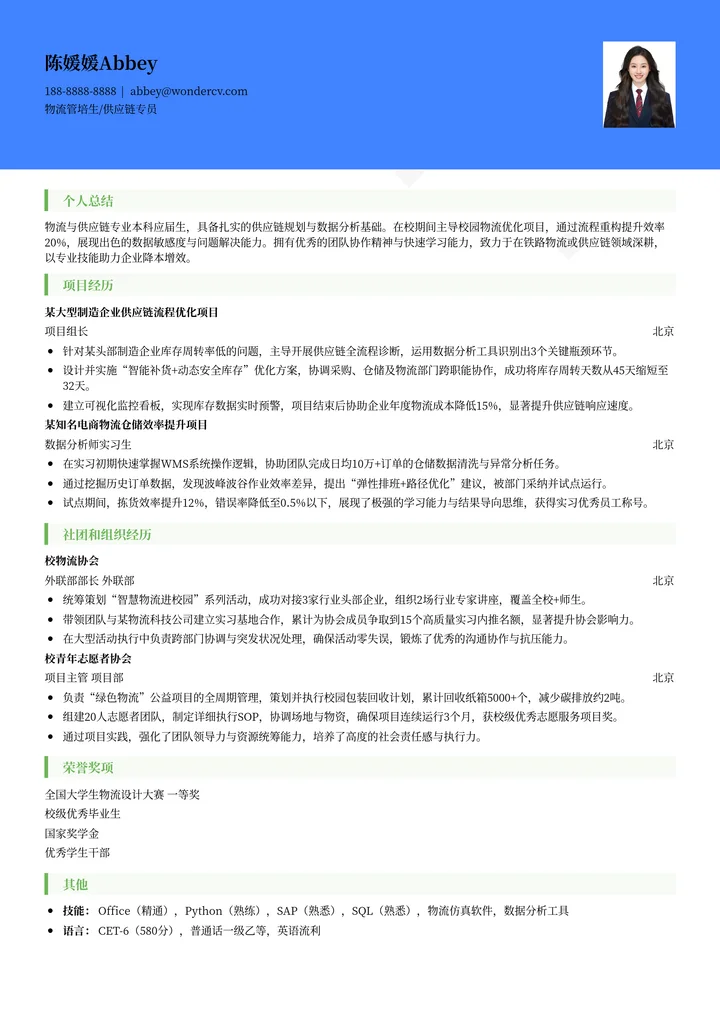 陈媛媛Abbey
188-8888-8888 | abbey@wondercv.com
物流管培生/供应链专员
个人总结
物流与供应链专业本科应届生，具备扎实的供应链规划与数据分析基础。在校期间主导校园物流优化项目，通过流程重构提升效率
20%，展现出色的数据敏感度与问题解决能力。拥有优秀的团队协作精神与快速学习能力，致力于在铁路物流或供应链领域深耕，
以专业技能助力企业降本增效。
项目经历
某大型制造企业供应链流程优化项目
项目组长 北京
• 针对某头部制造企业库存周转率低的问题，主导开展供应链全流程诊断，运用数据分析工具识别出3个关键瓶颈环节。
• 设计并实施“智能补货+动态安全库存”优化方案，协调采购、仓储及物流部门跨职能协作，成功将库存周转天数从45天缩短至
32天。
• 建立可视化监控看板，实现库存数据实时预警，项目结束后协助企业年度物流成本降低15%，显著提升供应链响应速度。
某知名电商物流仓储效率提升项目
数据分析师实习生 北京
• 在实习初期快速掌握WMS系统操作逻辑，协助团队完成日均10万+订单的仓储数据清洗与异常分析任务。
• 通过挖掘历史订单数据，发现波峰波谷作业效率差异，提出“弹性排班+路径优化”建议，被部门采纳并试点运行。
• 试点期间，拣货效率提升12%，错误率降低至0.5%以下，展现了极强的学习能力与结果导向思维，获得实习优秀员工称号。
社团和组织经历
校物流协会
外联部部长 外联部 北京
• 统筹策划“智慧物流进校园”系列活动，成功对接3家行业头部企业，组织2场行业专家讲座，覆盖全校+师生。
• 带领团队与某物流科技公司建立实习基地合作，累计为协会成员争取到15个高质量实习内推名额，显著提升协会影响力。
• 在大型活动执行中负责跨部门协调与突发状况处理，确保活动零失误，锻炼了优秀的沟通协作与抗压能力。
校青年志愿者协会
项目主管 项目部 北京
• 负责“绿色物流”公益项目的全周期管理，策划并执行校园包装回收计划，累计回收纸箱5000+个，减少碳排放约2吨。
• 组建20人志愿者团队，制定详细执行SOP，协调场地与物资，确保项目连续运行3个月，获校级优秀志愿服务项目奖。
• 通过项目实践，强化了团队领导力与资源统筹能力，培养了高度的社会责任感与执行力。
荣誉奖项
全国大学生物流设计大赛 一等奖
校级优秀毕业生
国家奖学金
优秀学生干部
其他
• 技能： Office（精通），Python（熟练），SAP（熟悉），SQL（熟悉），物流仿真软件，数据分析工具
• 语言： CET-6（580分），普通话一级乙等，英语流利